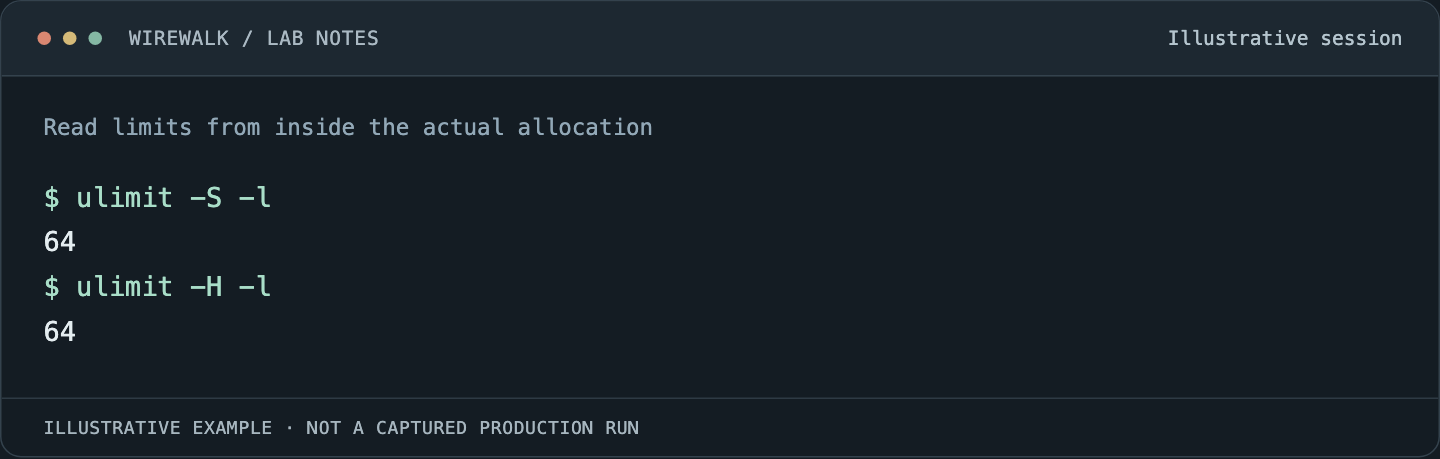 WIREWALK / LAB NOTES
Illustrative session
Read limits from inside the actual allocation
$ ulimit -S -l
64
$ ulimit -H -l
64
ILLUSTRATIVE EXAMPLE · NOT A CAPTURED PRODUCTION RUN